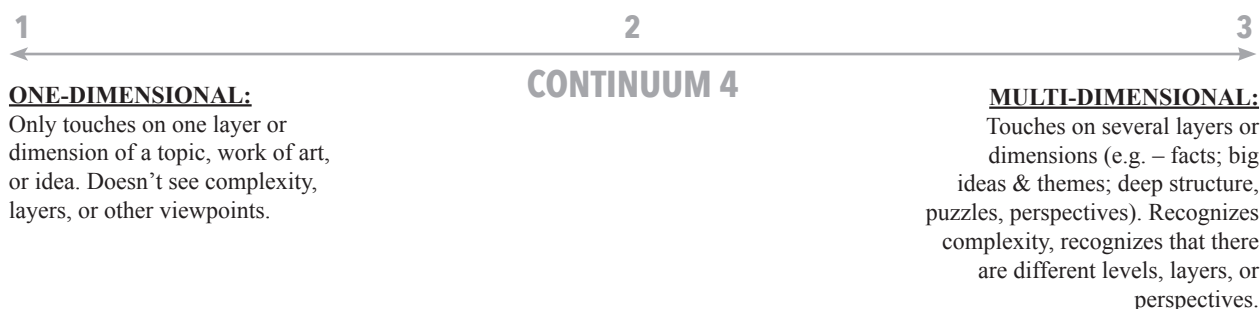 1 2 3
CONTINUUM 4
ONE-DIMENSIONAL:
Only touches on one layer or
dimension of a topic, work of art,
or idea. Doesn’t see complexity,
layers, or other viewpoints.
MULTI-DIMENSIONAL:
Touches on several layers or
dimensions (e.g. – facts; big
ideas & themes; deep structure,
puzzles, perspectives). Recognizes
complexity, recognizes that there
are different levels, layers, or
perspectives.